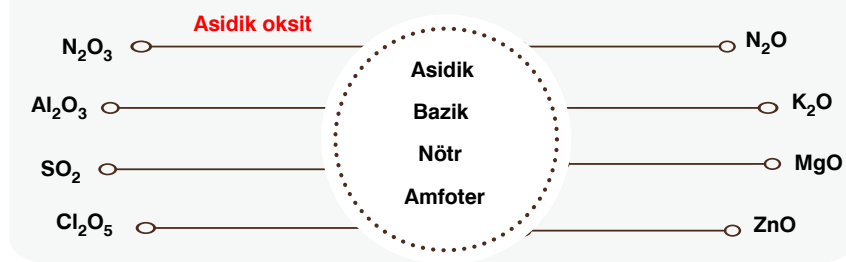 Asidik oksit
N₂O₃
Al₂O₃
SO₂
Cl₂O₅
Asidik
Bazik
Nötr
Amfoter
N₂O
K₂O
MgO
ZnO